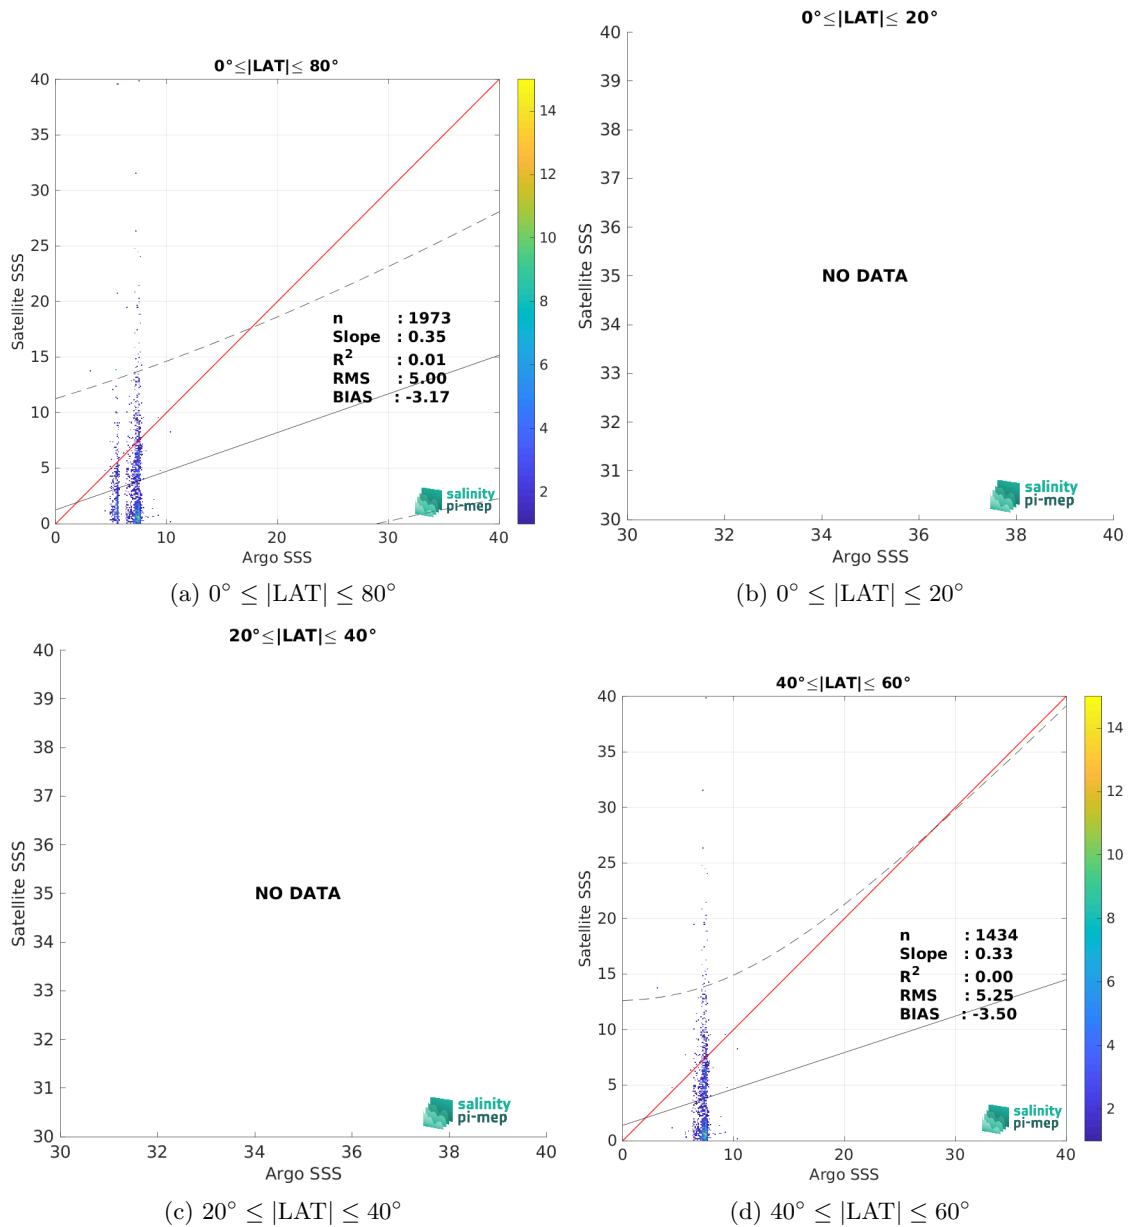 0°≤|LAT|≤ 80°
40
35
30
25
20
15
10
5
0
Satellite SSS
0
10
20
30
40
Argo SSS
14
12
10
8
6
4
2
n : 1973
Slope : 0.35
R² : 0.01
RMS : 5.00
BIAS : -3.17
salinity
pi-mep
(a) 0° ≤ |LAT| ≤ 80°
0°≤|LAT|≤ 20°
40
39
38
37
36
35
34
33
32
31
30
Satellite SSS
NO DATA
30
32
34
36
38
40
Argo SSS
salinity
pi-mep
(b) 0° ≤ |LAT| ≤ 20°
20°≤|LAT|≤ 40°
40
39
38
37
36
35
34
33
32
31
30
Satellite SSS
NO DATA
30
32
34
36
38
40
Argo SSS
salinity
pi-mep
(c) 20° ≤ |LAT| ≤ 40°
40°≤|LAT|≤ 60°
40
35
30
25
20
15
10
5
0
Satellite SSS
0
10
20
30
40
Argo SSS
14
12
10
8
6
4
2
n : 1434
Slope : 0.33
R² : 0.00
RMS : 5.25
BIAS : -3.50
salinity
pi-mep
(d) 40° ≤ |LAT| ≤ 60°